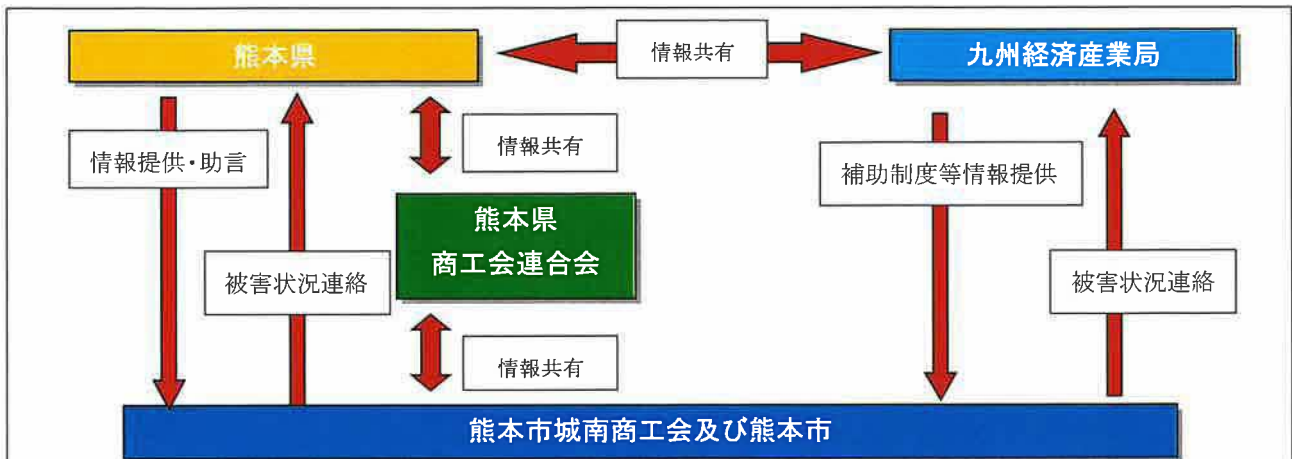 熊本県
情報共有
九州経済産業局
情報提供・助言
情報共有
補助制度等情報提供
熊本県
商工会連合会
被害状況連絡
被害状況連絡
情報共有
熊本市城南商工会及び熊本市